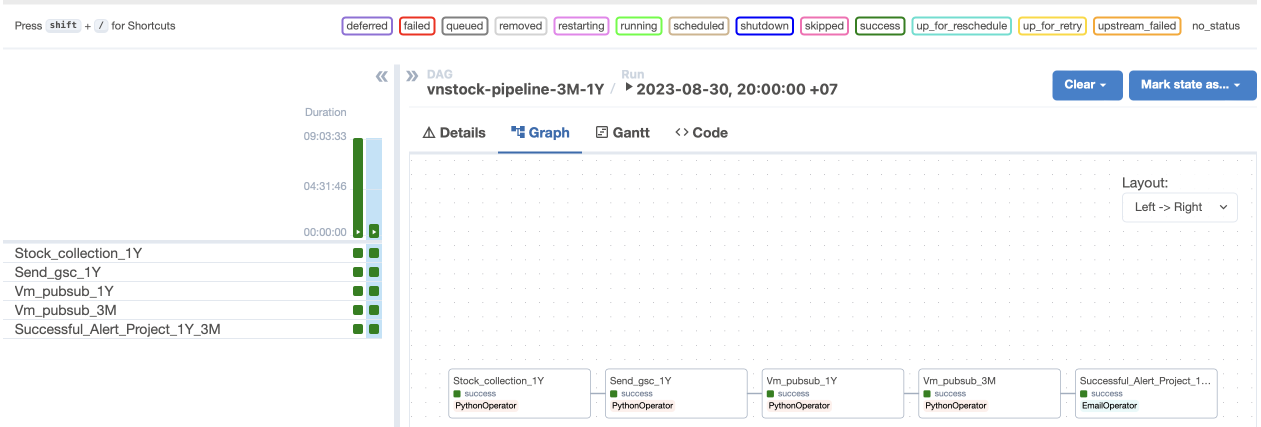 Press shift + / for Shortcuts
deferred failed queued removed restarting running scheduled shutdown skipped success up_for_reschedule up_for_retry upstream_failed no_status
« » DAG Run
vnstock-pipeline-3M-1Y / 2023-08-30, 20:00:00 +07
Clear Mark state as...
Duration
09:03:33
04:31:46
00:00:00
Stock_collection_1Y
Send_gsc_1Y
Vm_pubsub_1Y
Vm_pubsub_3M
Successful_Alert_Project_1Y_3M
Details Graph Gantt <> Code
Layout:
Left -> Right
Stock_collection_1Y
success
PythonOperator
Send_gsc_1Y
success
PythonOperator
Vm_pubsub_1Y
success
PythonOperator
Vm_pubsub_3M
success
PythonOperator
Successful_Alert_Project_1...
success
EmailOperator